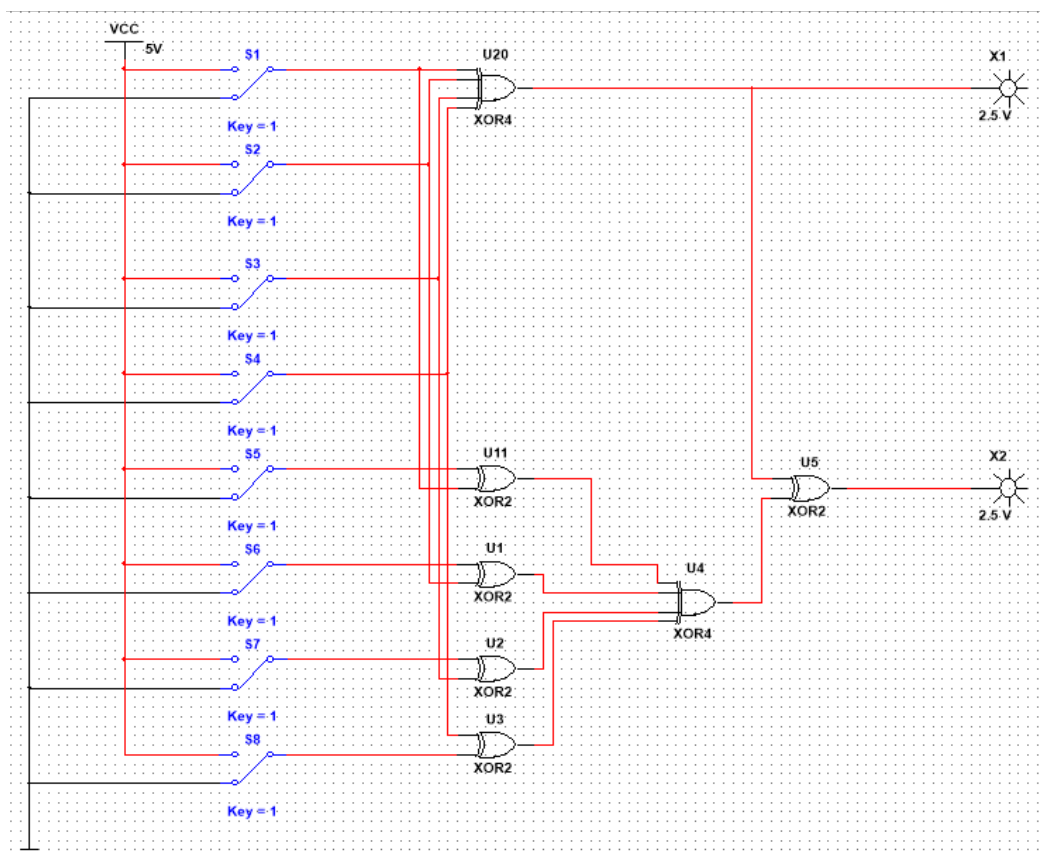 VCC
5V
S1
Key = 1
S2
Key = 1
S3
Key = 1
S4
Key = 1
S5
Key = 1
S6
Key = 1
S7
Key = 1
S8
Key = 1
U20
XOR4
U11
XOR2
U1
XOR2
U2
XOR2
U3
XOR2
U4
XOR4
U5
XOR2
X1
2.5 V
X2
2.5 V